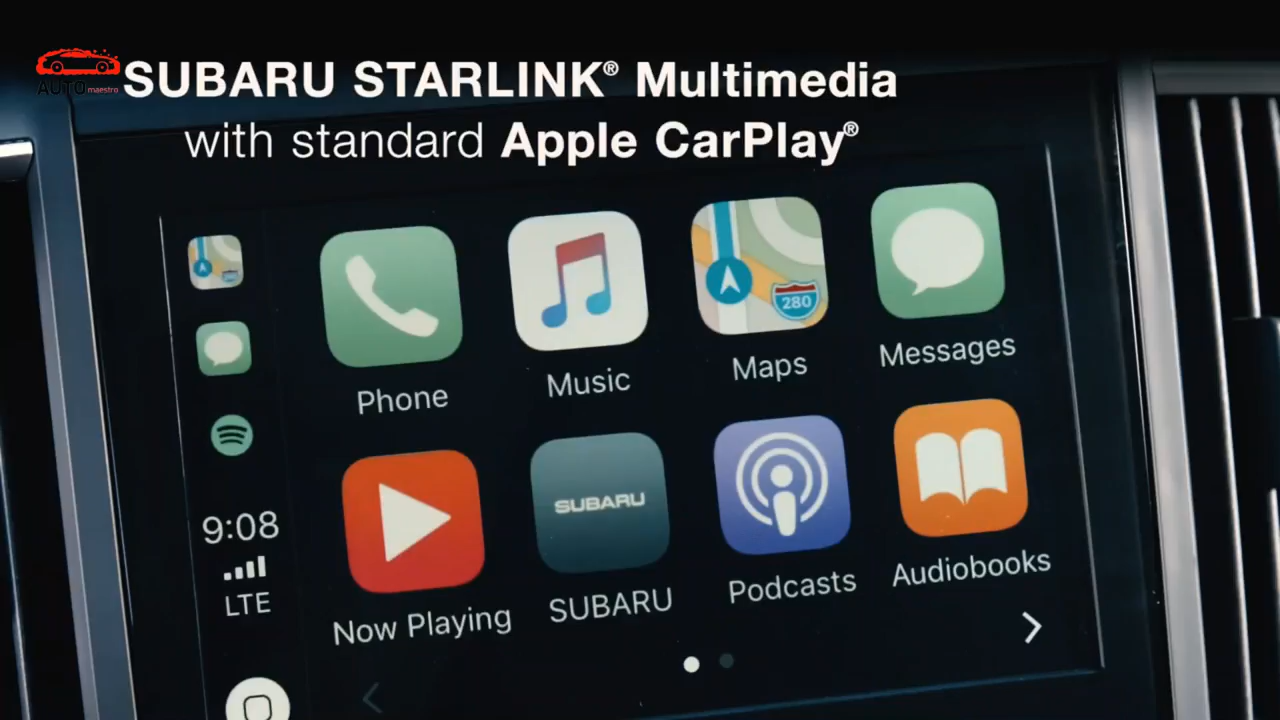 AUTO maestro
SUBARU STARLINK® Multimedia
with standard Apple CarPlay®
280
Phone
Music
Maps
Messages
SUBARU
Now Playing
SUBARU
Podcasts
Audiobooks
9:08
LTE